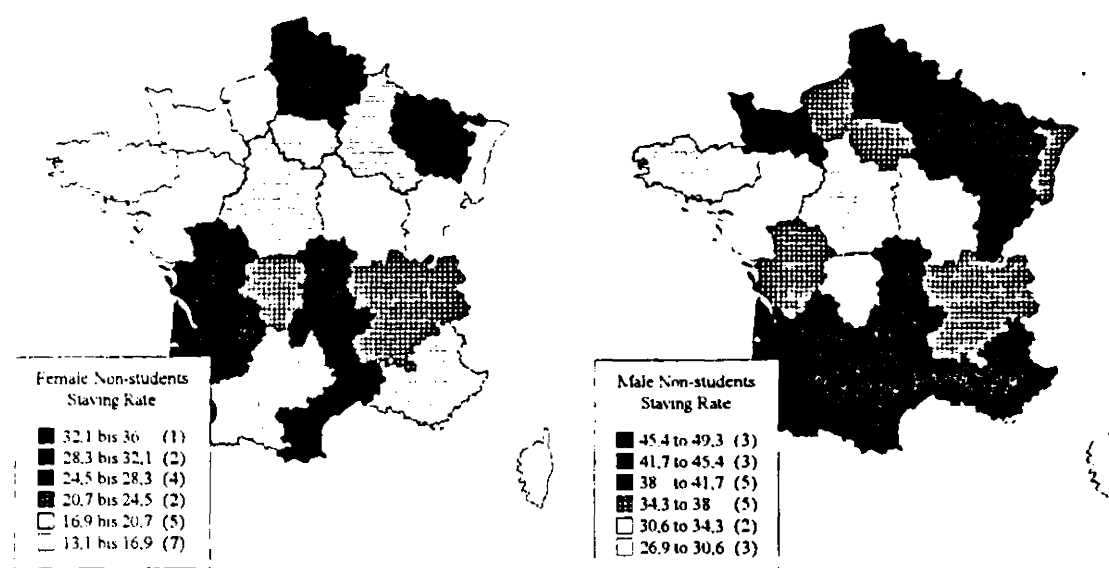 Female Non-students
Staying Rate
32,1 bis 36 (1)
28,3 bis 32,1 (2)
24,5 bis 28,3 (4)
20,7 bis 24,5 (2)
16,9 bis 20,7 (5)
13,1 bis 16,9 (7)
Male Non-students
Staying Rate
45,4 to 49,3 (3)
41,7 to 45,4 (3)
38 to 41,7 (5)
34,3 to 38 (5)
30,6 to 34,3 (2)
26,9 to 30,6 (3)